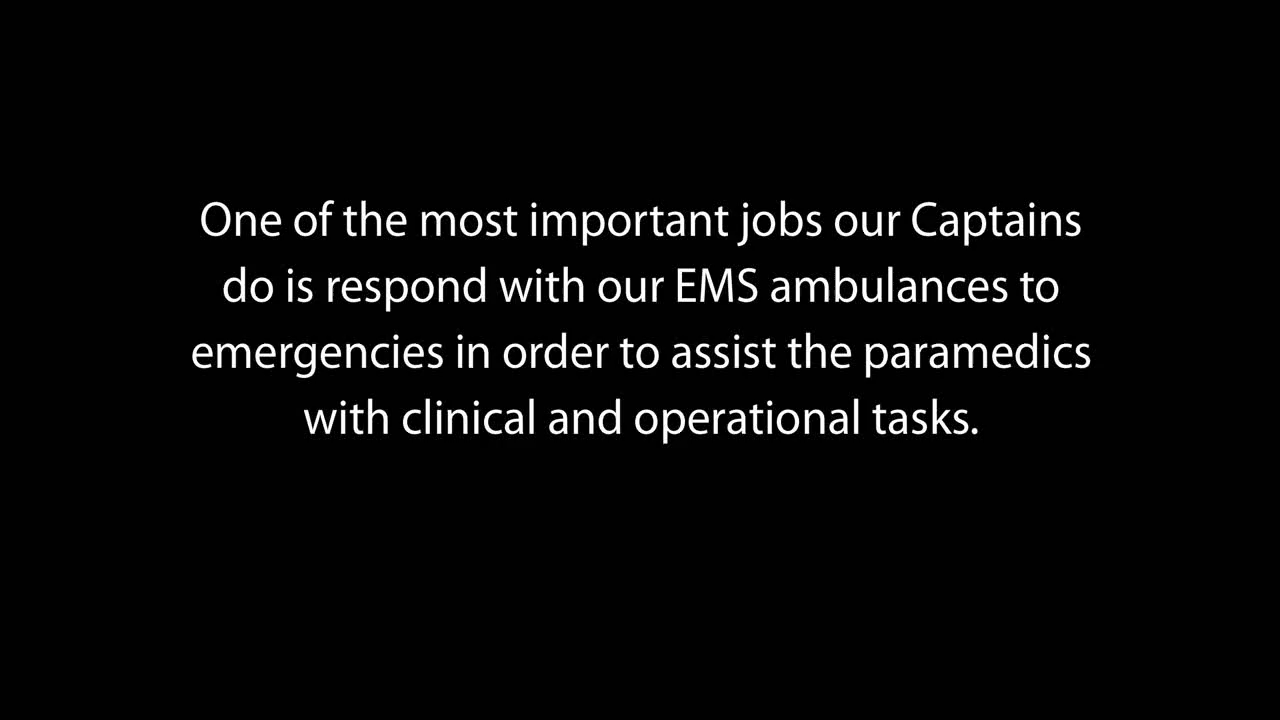 One of the most important jobs our Captains
do is respond with our EMS ambulances to
emergencies in order to assist the paramedics
with clinical and operational tasks.